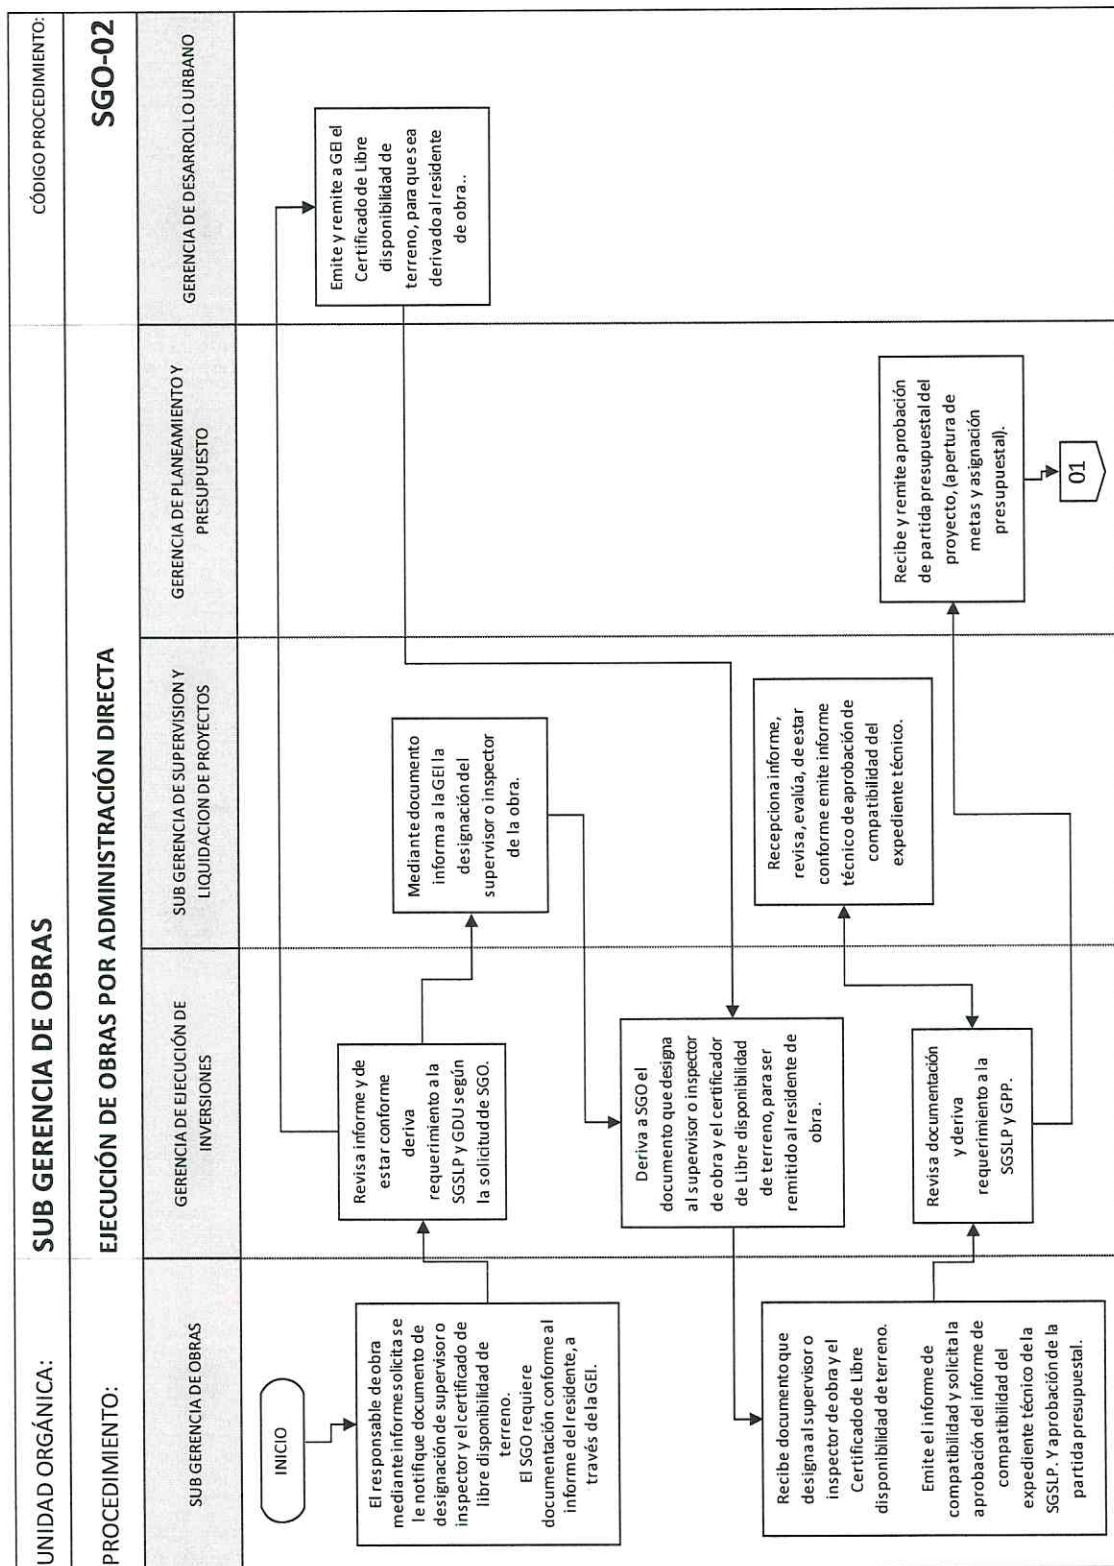 UNIDAD ORGÁNICA:
SUB GERENCIA DE OBRAS
CÓDIGO PROCEDIMIENTO:
PROCEDIMIENTO:
EJECUCIÓN DE OBRAS POR ADMINISTRACIÓN DIRECTA
SGO-02
SUB GERENCIA DE OBRAS
GERENCIA DE EJECUCIÓN DE
INVERSIONES
SUB GERENCIA DE SUPERVISION Y
LIQUIDACION DE PROYECTOS
GERENCIA DE PLANEAMIENTO Y
PRESUPUESTO
GERENCIA DE DESARROLLO URBANO
INICIO
El responsable de obra
mediante informe solicita se
le notifique documento de
designación de supervisor o
inspector y el certificado de
libre disponibilidad de
terreno.
El SGO requiere
documentación conforme al
informe del residente, a
través de la GEI.
Revisa informe y de
estar conforme
deriva
requerimiento a la
SGSLP y GDU según
la solicitud de SGO.
Mediante documento
informa a la GEI la
designación del
supervisor o inspector
de la obra.
Emite y remite a GEI el
Certificado de Libre
disponibilidad de
terreno, para que sea
derivado al residente
de obra..
Deriva a SGO el
documento que designa
al supervisor o inspector
de obra y el certificador
de Libre disponibilidad
de terreno, para ser
remitido al residente de
obra.
Recibe documento que
designa al supervisor o
inspector de obra y el
Certificado de Libre
disponibilidad de terreno.
Emite el informe de
compatibilidad y solicita la
aprobación del informe de
compatibilidad del
expediente técnico de la
SGSLP. Y aprobación de la
partida presupuestal.
Revisa documentación
y deriva
requerimiento a la
SGSLP y GPP.
Recepciona informe,
revisa, evalúa, de estar
conforme emite informe
técnico de aprobación de
compatibilidad del
expediente técnico.
Recibe y remite aprobación
de partida presupuestal del
proyecto, (apertura de
metas y asignación
presupuestal).
01